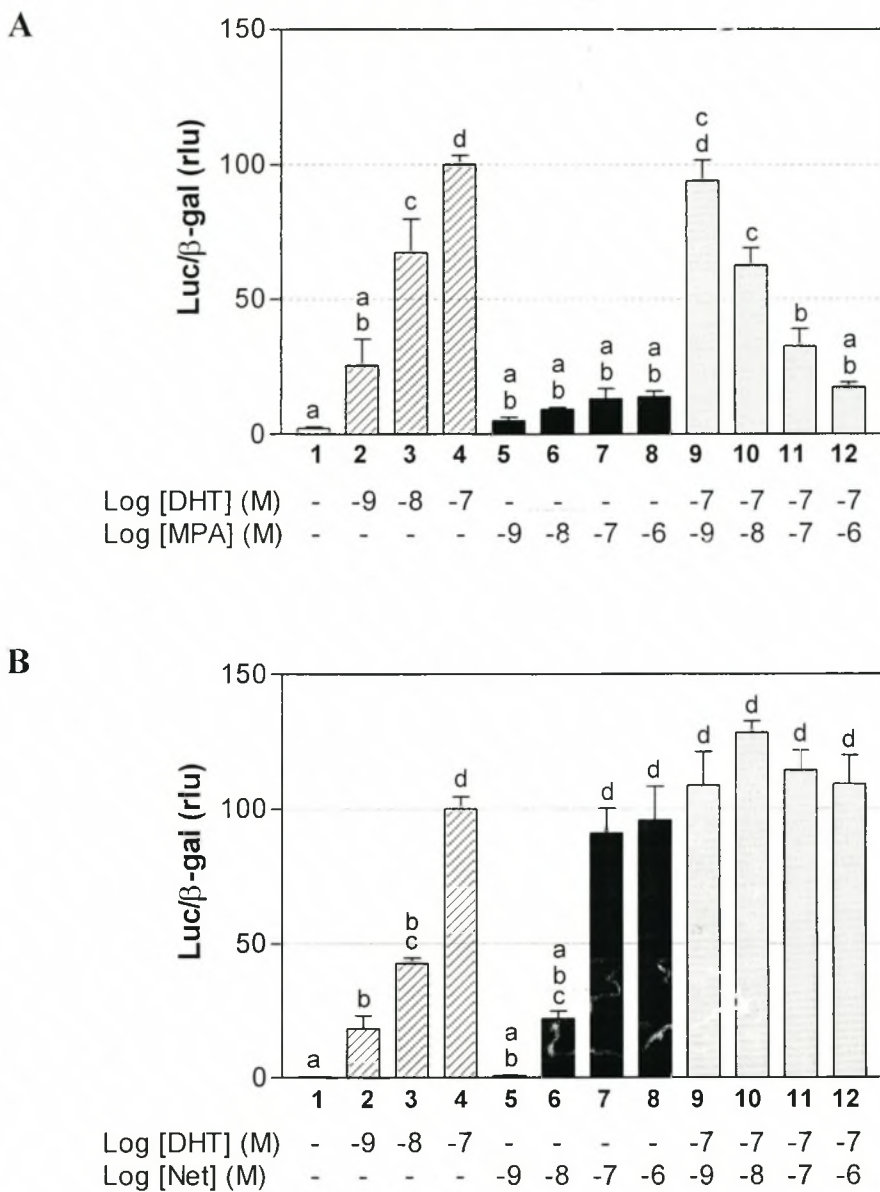 A
150
100
50
0
Luc/β-gal (rlu)
a
a
b
c
d
a
b
a
b
a
b
a
b
c
d
c
b
a
b
1 2 3 4 5 6 7 8 9 10 11 12
Log [DHT] (M) - -9 -8 -7 - - - - -7 -7 -7 -7
Log [MPA] (M) - - - - -9 -8 -7 -6 -9 -8 -7 -6
B
150
100
50
0
Luc/β-gal (rlu)
a
b
b
c
d
a
b
a
b
c
d
d
d
d
d
d
1 2 3 4 5 6 7 8 9 10 11 12
Log [DHT] (M) - -9 -8 -7 - - - - -7 -7 -7 -7
Log [Net] (M) - - - - -9 -8 -7 -6 -9 -8 -7 -6